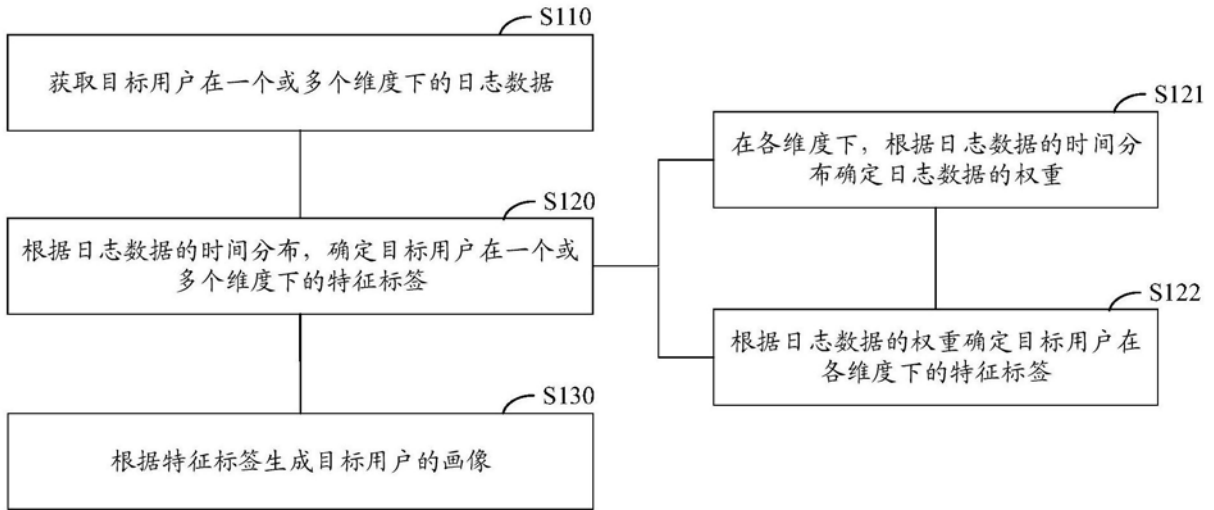 S110
获取目标用户在一个或多个维度下的日志数据
S120
根据日志数据的时间分布，确定目标用户在一个或
多个维度下的特征标签
S121
在各维度下，根据日志数据的时间分
布确定日志数据的权重
S122
根据日志数据的权重确定目标用户在
各维度下的特征标签
S130
根据特征标签生成目标用户的画像